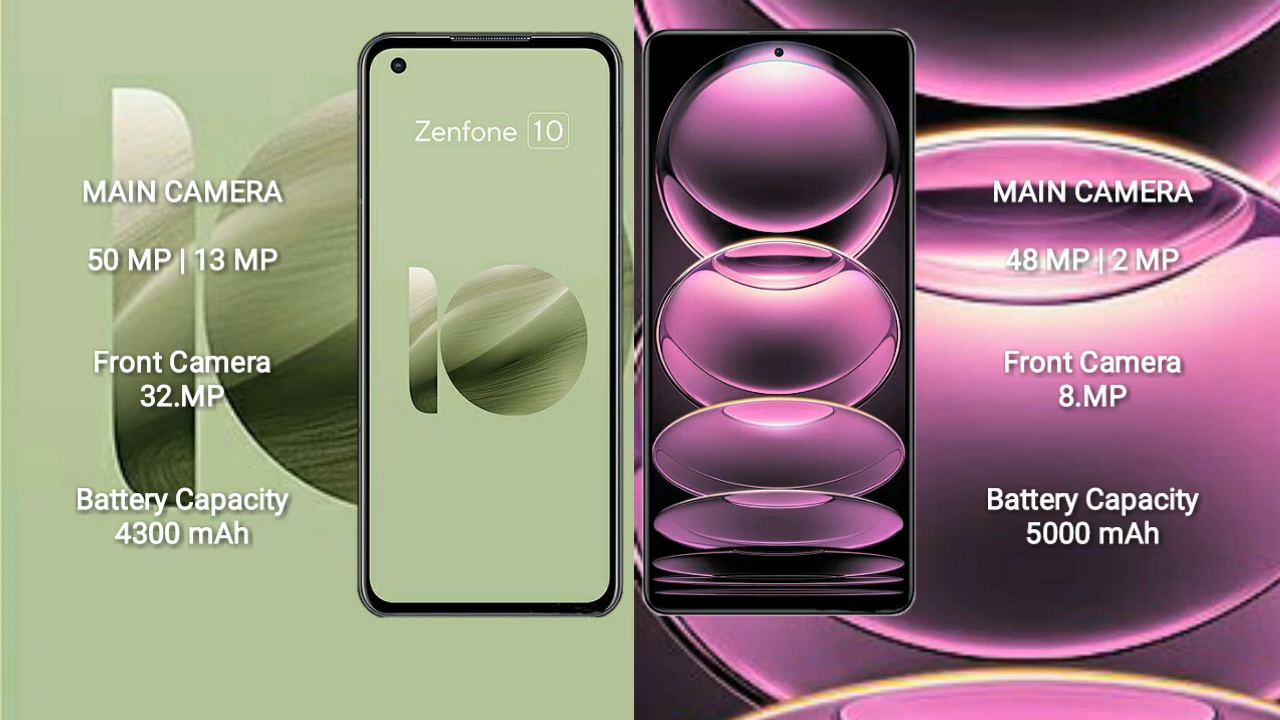 MAIN CAMERA
50 MP | 13 MP
Front Camera
32.MP
Battery Capacity
4300 mAh
Zenfone 10
MAIN CAMERA
48 MP | 2 MP
Front Camera
8.MP
Battery Capacity
5000 mAh